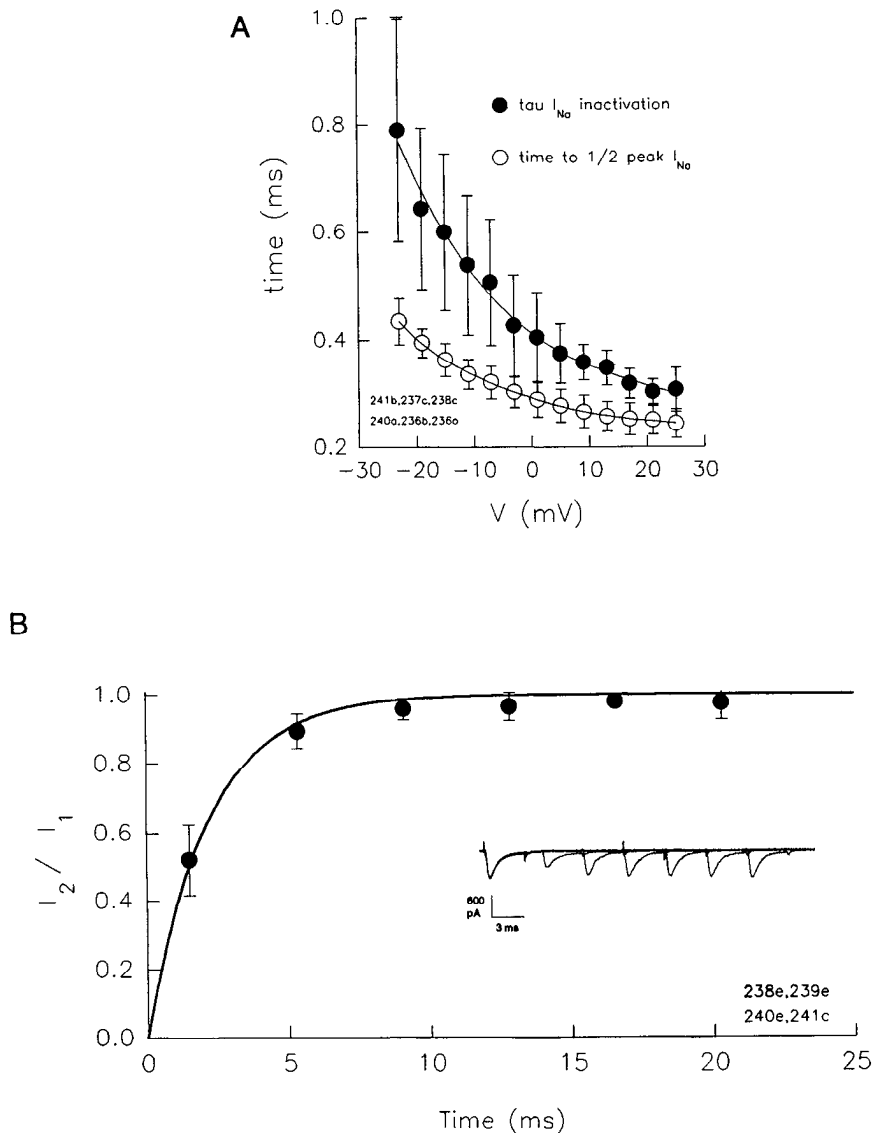 A
1.0
0.8
0.6
0.4
0.2
time (ms)
tau I_Na inactivation
time to 1/2 peak I_Na
241b,237c,238c
240a,236b,236a
−30 −20 −10 0 10 20 30
V (mV)
B
1.0
0.8
0.6
0.4
0.2
0.0
I_2 / I_1
600
pA
3 ms
238e,239e
240e,241c
0 5 10 15 20 25
Time (ms)